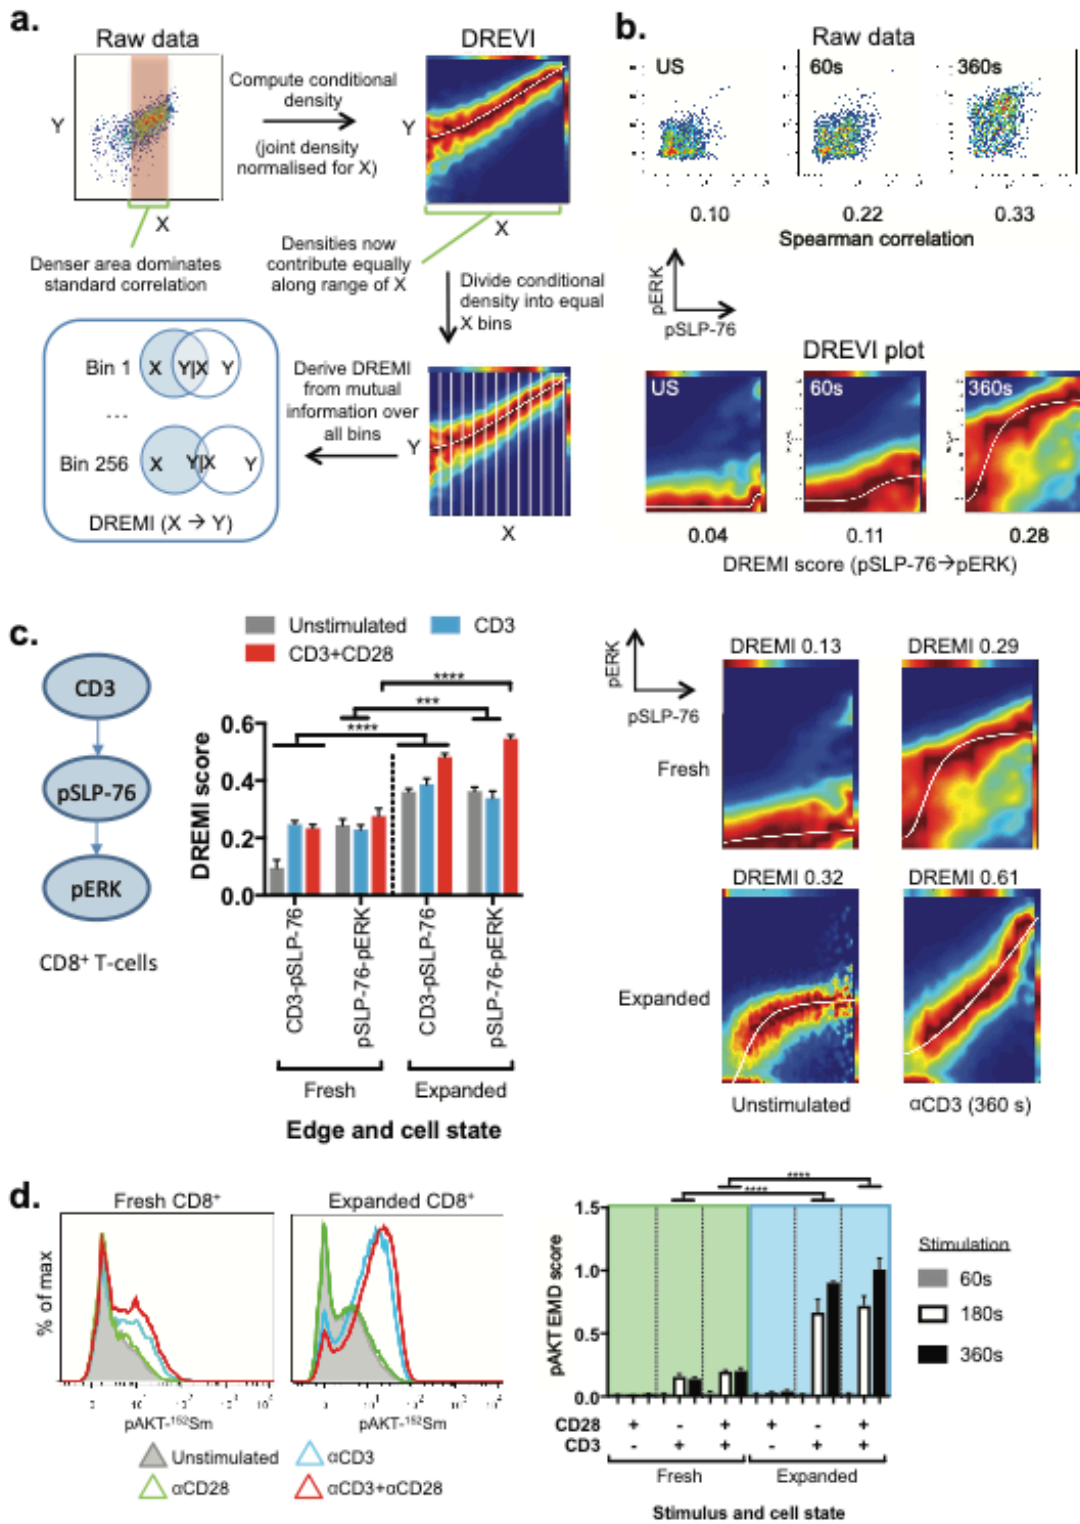 a.
Raw data
Y
X
Denser area dominates
standard correlation
Compute conditional
density
(joint density
normalised for X)
DREVI
Y
X
Densities now
contribute equally
along range of X
Divide conditional
density into equal
X bins
Y
X
Derive DREMI
from mutual
information over
all bins
Bin 1
X Y|X Y
...
Bin 256
X Y|X Y
DREMI (X → Y)
b.
Raw data
US 60s 360s
0.10 0.22 0.33
Spearman correlation
pERK
pSLP-76
DREVI plot
US 60s 360s
0.04 0.11 0.28
DREMI score (pSLP-76→pERK)
c.
CD3
pSLP-76
pERK
CD8⁺ T-cells
Unstimulated CD3
CD3+CD28
****
***
****
DREMI score
0.6
0.4
0.2
0.0
CD3-pSLP-76
pSLP-76-pERK
CD3-pSLP-76
pSLP-76-pERK
Fresh Expanded
Edge and cell state
pERK
pSLP-76
DREMI 0.13 DREMI 0.29
Fresh
DREMI 0.32 DREMI 0.61
Expanded
Unstimulated αCD3 (360 s)
d.
Fresh CD8⁺ Expanded CD8⁺
% of max
pAKT-¹⁵²Sm pAKT-¹⁵²Sm
Unstimulated αCD3
αCD28 αCD3+αCD28
****
****
pAKT EMD score
1.5
1.0
0.5
0.0
CD28 + - + + - +
CD3 - + + - + +
Fresh Expanded
Stimulus and cell state
Stimulation
60s
180s
360s